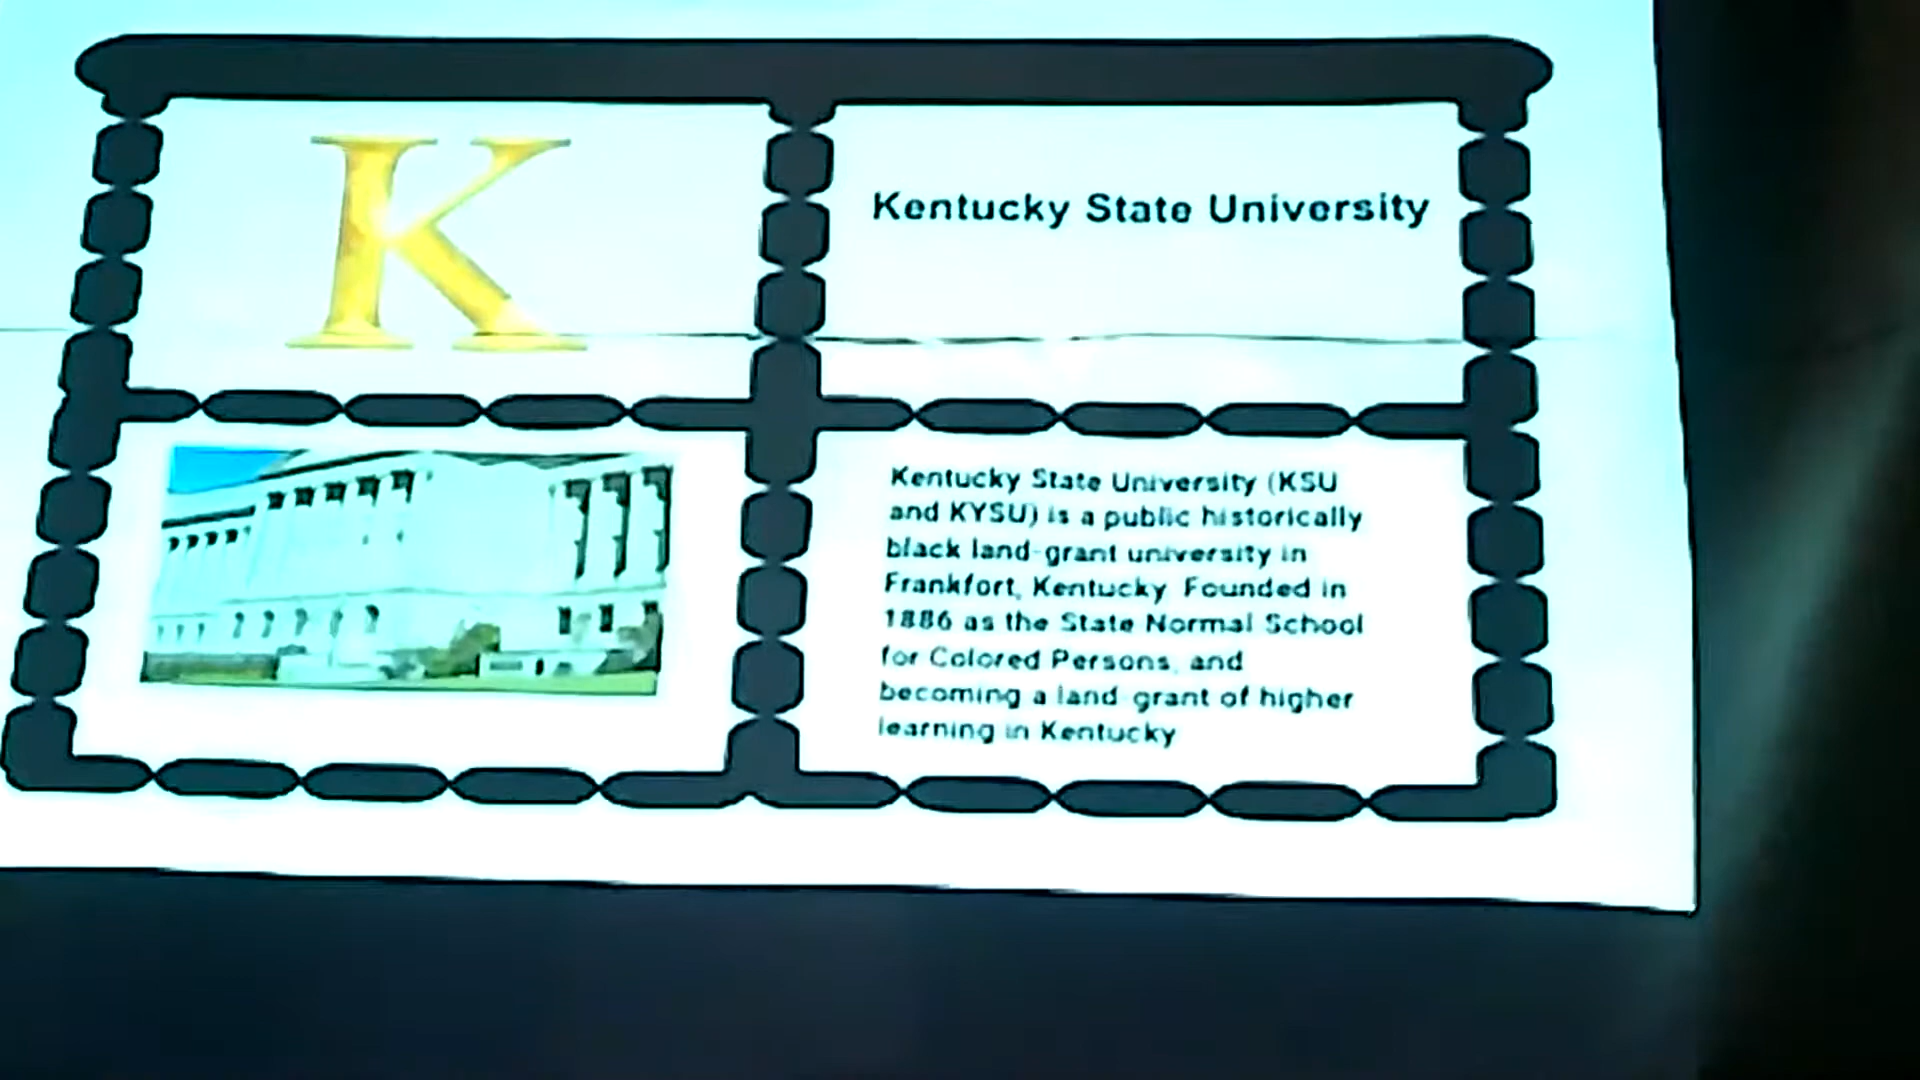 K
Kentucky State University
Kentucky State University (KSU
and KYSU) is a public historically
black land-grant university in
Frankfort, Kentucky Founded in
1886 as the State Normal School
for Colored Persons, and
becoming a land-grant of higher
learning in Kentucky